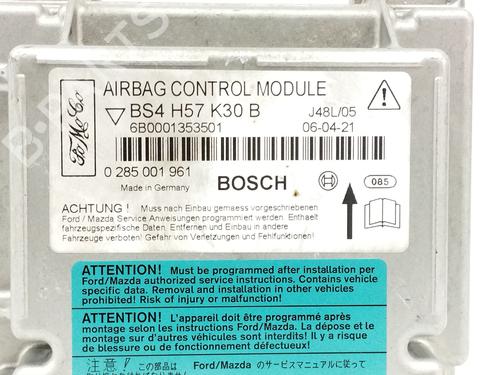 AIRBAG CONTROL MODULE
BS4 H57 K30 B
J48L/05
6B0001353501
06-04-21
FoMoCo
0 285 001 961
Made in Germany
BOSCH
085
ACHTUNG ! Muss nach Einbau gemaess vorgeschriebenen
Ford / Mazda Service Anweisungen programmiert werden. Enthaelt
fahrzeugspezifische Daten. Entfernen und Einbau in andere
Fahrzeuge verboten! Gefahr von Verletzungen und Fehlfunktionen!
ATTENTION! Must be programmed after installation per
Ford/Mazda authorized service instructions. Contains vehicle
specific data. Removal and installation in other vehicles
prohibited! Risk of injury or malfunction!
ATTENTION! L'appareil doit être programmé après
montage selon les instructions Ford/Mazda. La dépose et le
montage sur d'autres véhicules sont interdits! Il y a risque
de blessure ou de fonctionnement défectueux!
注意! この部品は Ford/Mazda のサービスマニュアルに従って